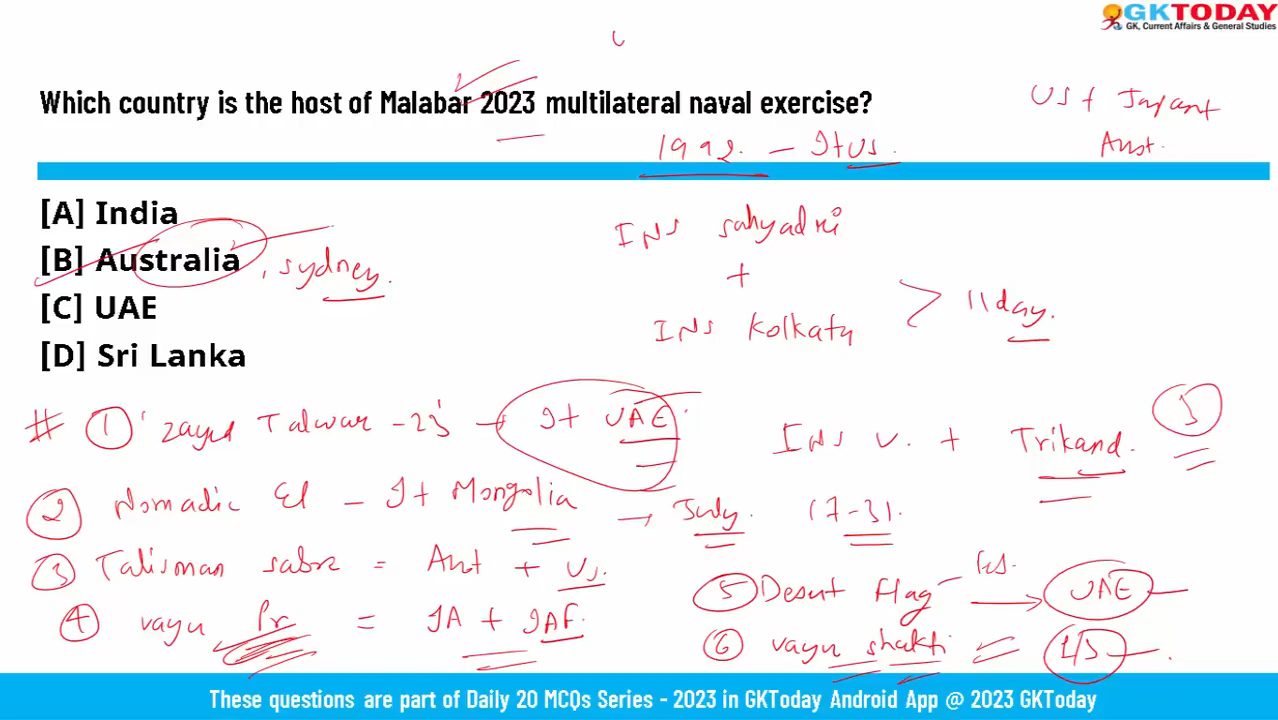 GKTODAY
GK, Current Affairs & General Studies
Which country is the host of Malabar 2023 multilateral naval exercise?
US + Japan +
Aust.
1992 - I+US.
[A] India
[B] Australia, sydney.
[C] UAE
[D] Sri Lanka
INS sahyadri
+
INS Kolkata
11 day.
# 1 'zayed Talwar - 23' → I+ UAE
INS V. + Trikand.
2 Nomadic El - I+ Mongolia → July 17-31.
3 Talisman sabre = Aust + US.
4 vayu Pr = IA + IAF.
5 Desert Flag → UAE
6 vayu shakti
These questions are part of Daily 20 MCQs Series - 2023 in GKToday Android App @ 2023 GKToday